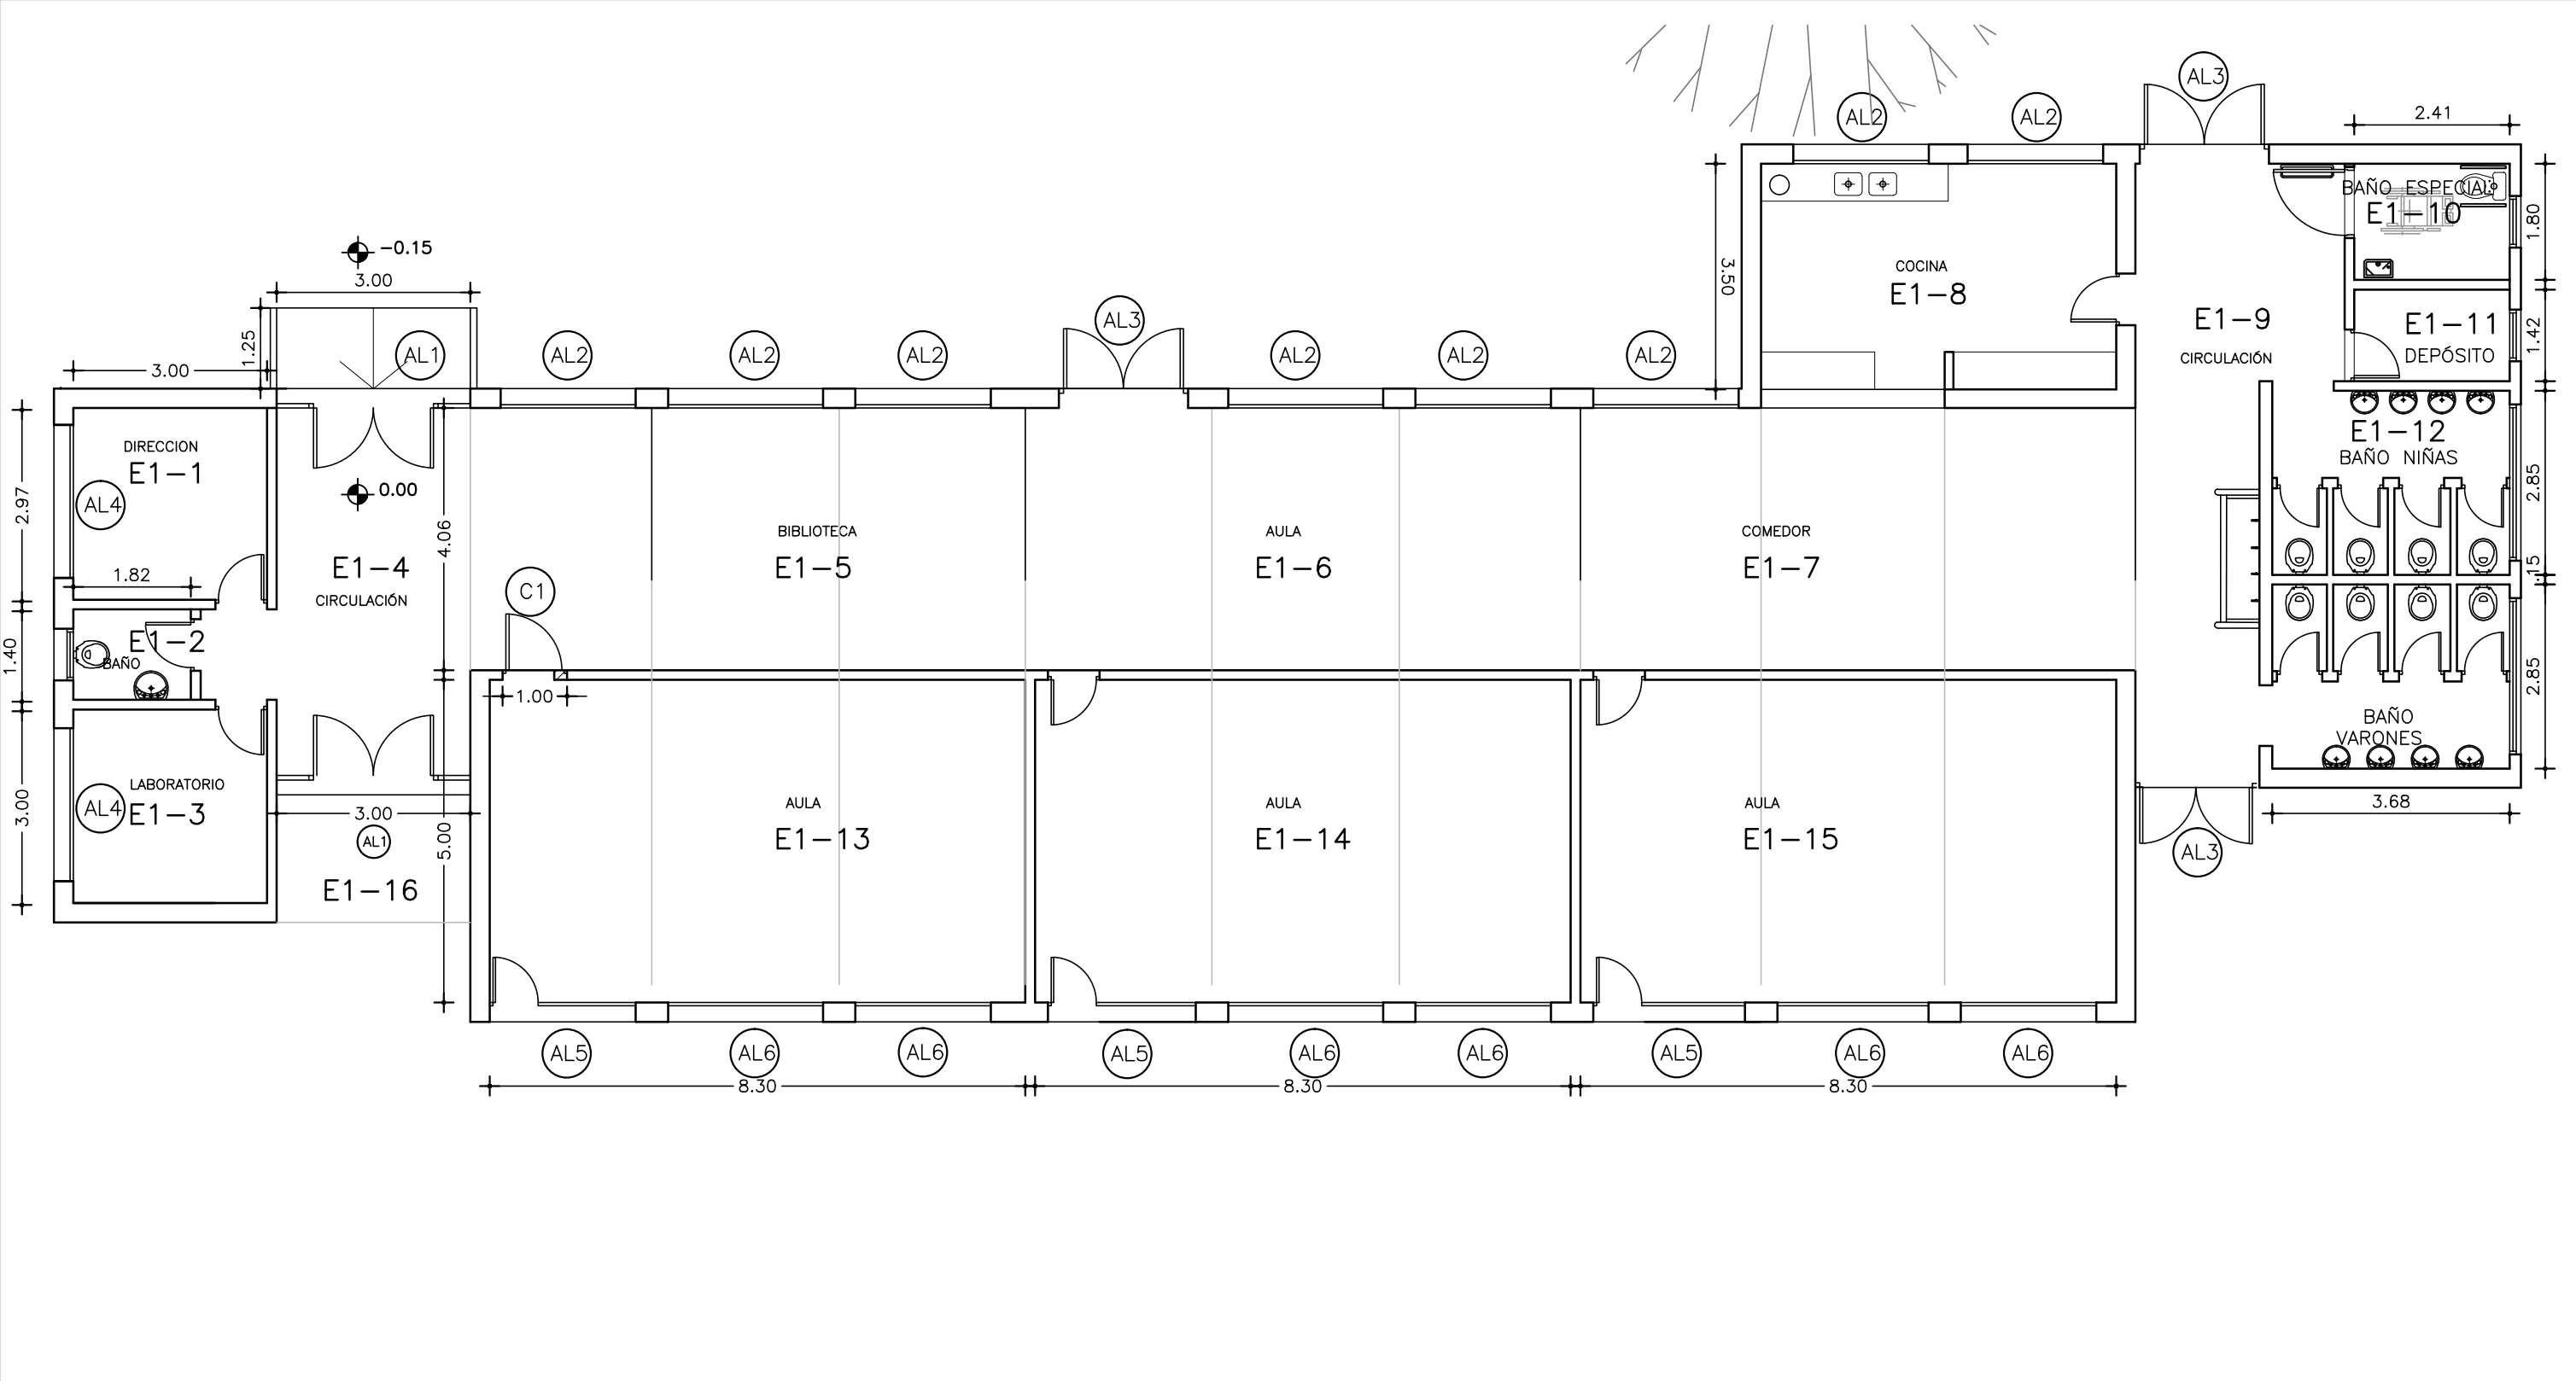 AL3
2.41
AL2
AL2
BAÑO ESPECIAL
E1-10
1.80
-0.15
3.00
COCINA
E1-8
3.50
E1-9
CIRCULACIÓN
E1-11
DEPÓSITO
1.42
AL3
1.25
AL1
AL2
AL2
AL2
AL2
AL2
AL2
3.00
DIRECCION
E1-1
AL4
2.97
0.00
4.06
E1-12
BAÑO NIÑAS
2.85
BIBLIOTECA
E1-5
AULA
E1-6
COMEDOR
E1-7
E1-4
CIRCULACIÓN
1.82
C1
.15
E1-2
BAÑO
1.40
1.00
2.85
BAÑO
VARONES
LABORATORIO
E1-3
AL4
3.00
3.00
AL1
5.00
E1-16
AULA
E1-13
AULA
E1-14
AULA
E1-15
3.68
AL3
AL5
AL6
AL6
AL5
AL6
AL6
AL5
AL6
AL6
8.30
8.30
8.30